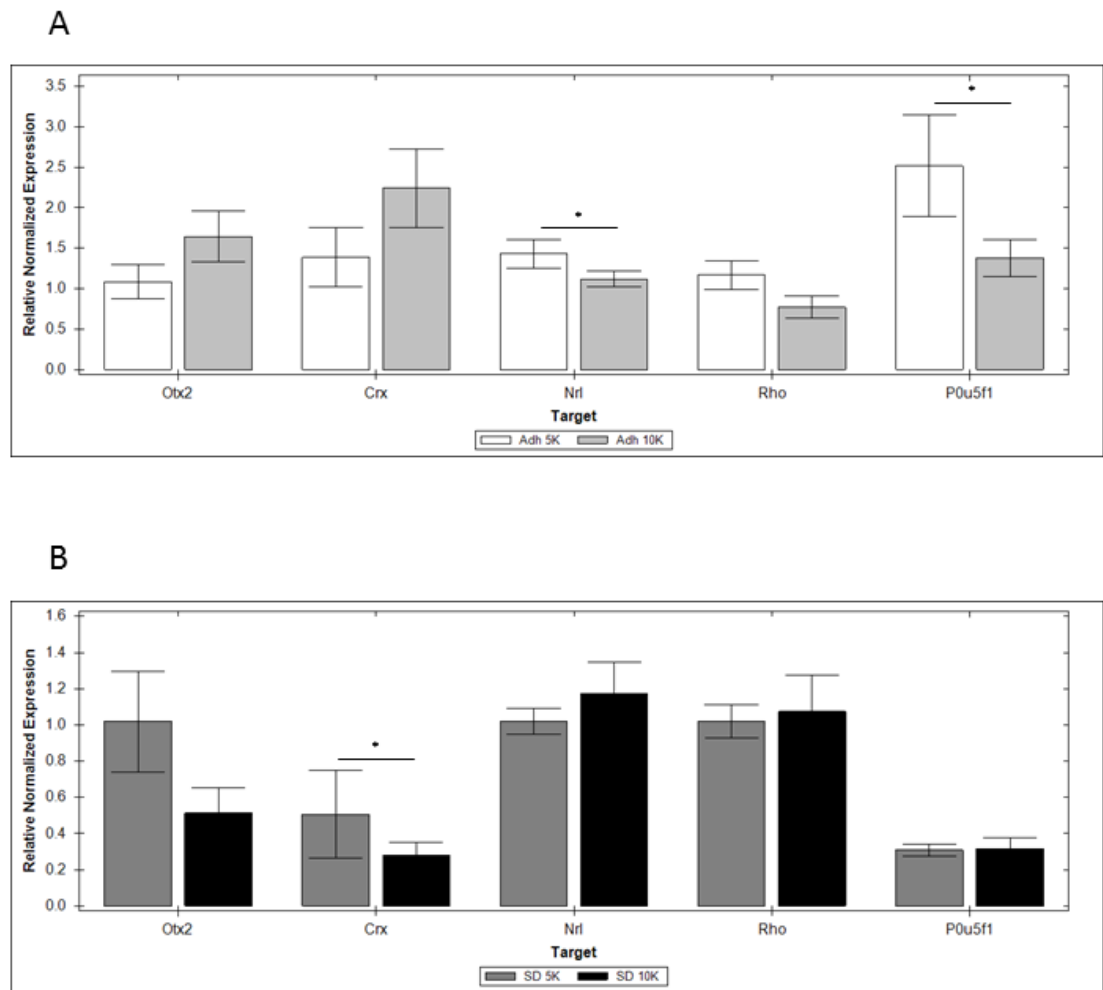 A
Relative Normalized Expression
3.5
3.0
2.5
2.0
1.5
1.0
0.5
0.0
*
*
Otx2 Crx Nrl Rho P0u5f1
Target
Adh 5K Adh 10K
B
Relative Normalized Expression
1.6
1.4
1.2
1.0
0.8
0.6
0.4
0.2
0.0
*
Otx2 Crx Nrl Rho P0u5f1
Target
SD 5K SD 10K